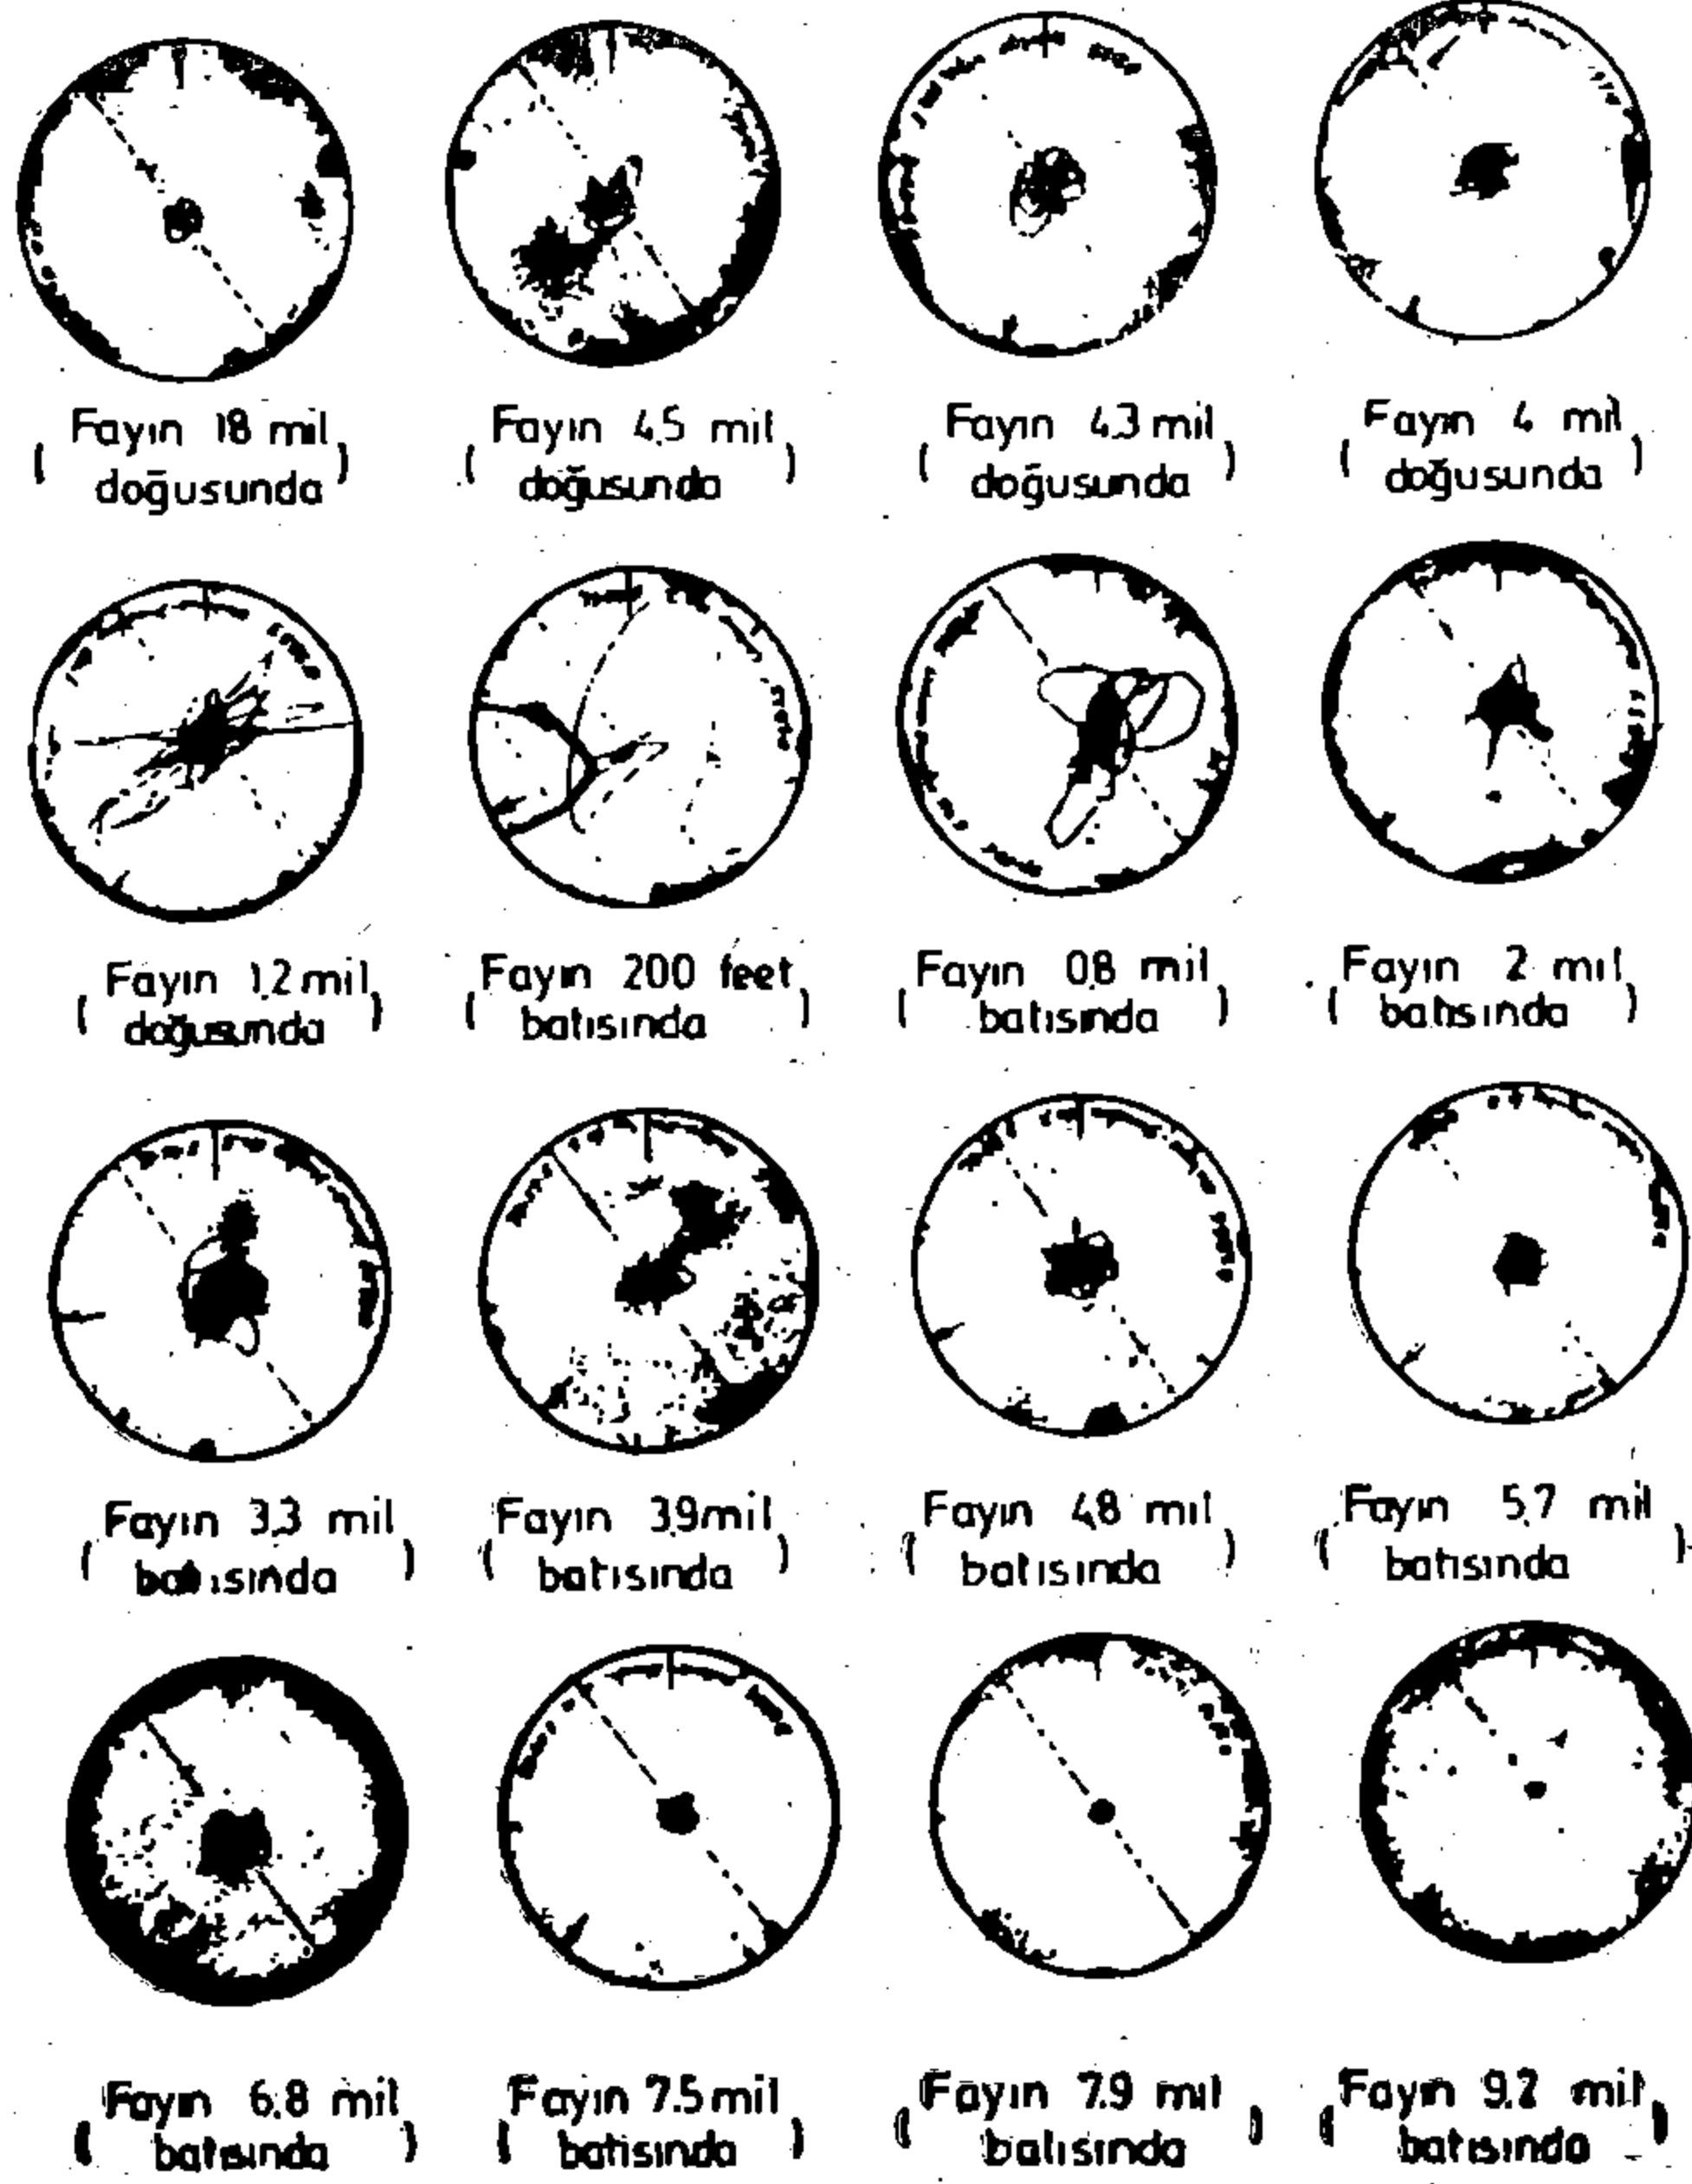 Fayın 18 mil
( doğusunda )
Fayın 4.5 mil
( doğusunda )
Fayın 4.3 mil
( doğusunda )
Fayın 4 mil
( doğusunda )
Fayın 1.2 mil
( doğusunda )
Fayın 200 feet
( batısında )
Fayın 0.8 mil
( batısında )
Fayın 2 mil
( batısında )
Fayın 3.3 mil
( batısında )
Fayın 3.9 mil
( batısında )
Fayın 4.8 mil
( batısında )
Fayın 5.7 mil
( batısında )
Fayın 6.8 mil
( batısında )
Fayın 7.5 mil
( batısında )
Fayın 7.9 mil
( batısında )
Fayın 9.2 mil
( batısında )